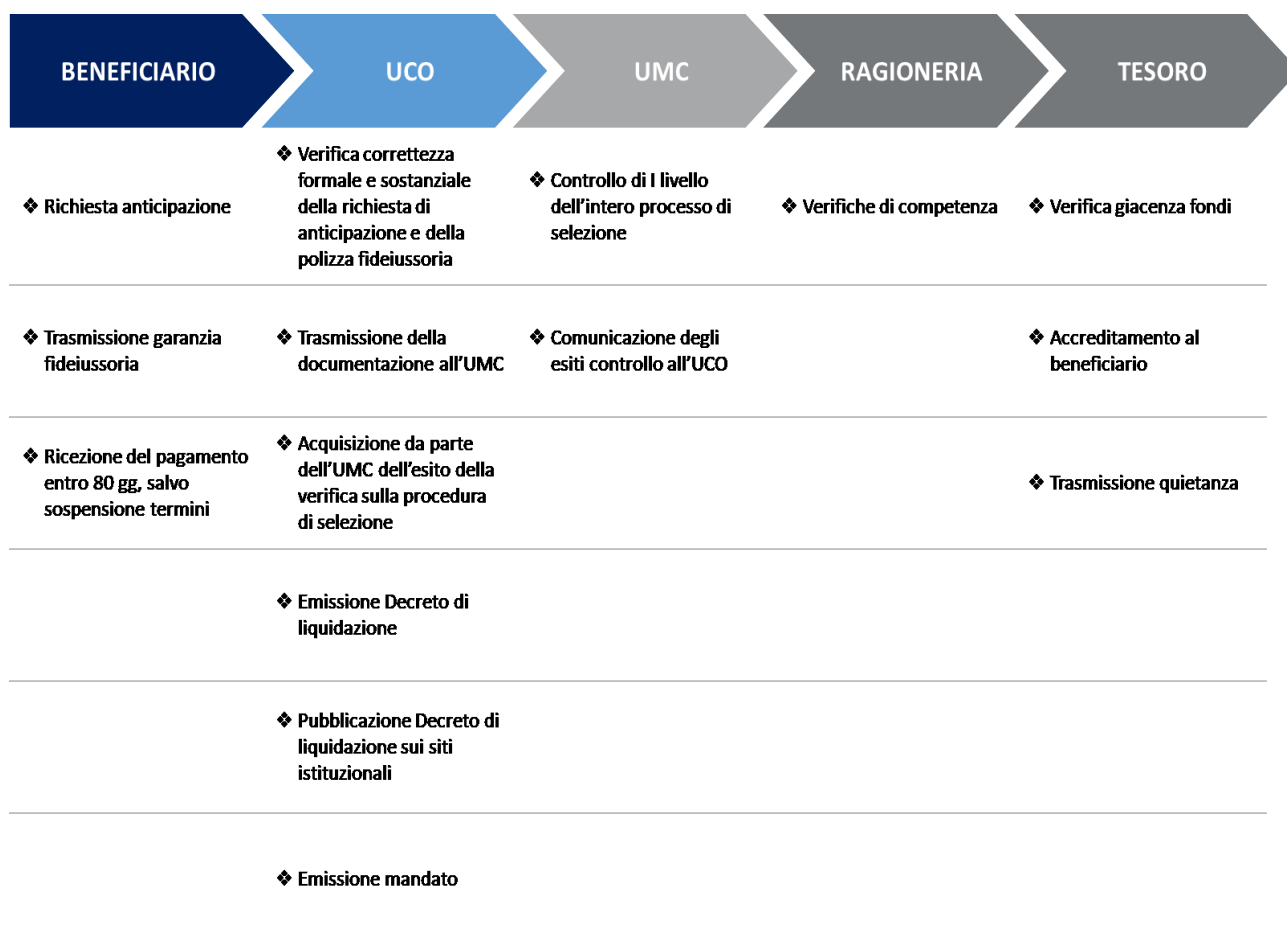 BENEFICIARIO
UCO
UMC
RAGIONERIA
TESORO
❖ Richiesta anticipazione
❖ Verifica correttezza
formale e sostanziale
della richiesta di
anticipazione e della
polizza fideiussoria
❖ Controllo di I livello
dell'intero processo di
selezione
❖ Verifiche di competenza
❖ Verifica giacenza fondi
❖ Trasmissione garanzia
fideiussoria
❖ Trasmissione della
documentazione all'UMC
❖ Comunicazione degli
esiti controllo all'UCO
❖ Accreditamento al
beneficiario
❖ Ricezione del pagamento
entro 80 gg, salvo
sospensione termini
❖ Acquisizione da parte
dell'UMC dell'esito della
verifica sulla procedura
di selezione
❖ Trasmissione quietanza
❖ Emissione Decreto di
liquidazione
❖ Pubblicazione Decreto di
liquidazione sui siti
istituzionali
❖ Emissione mandato